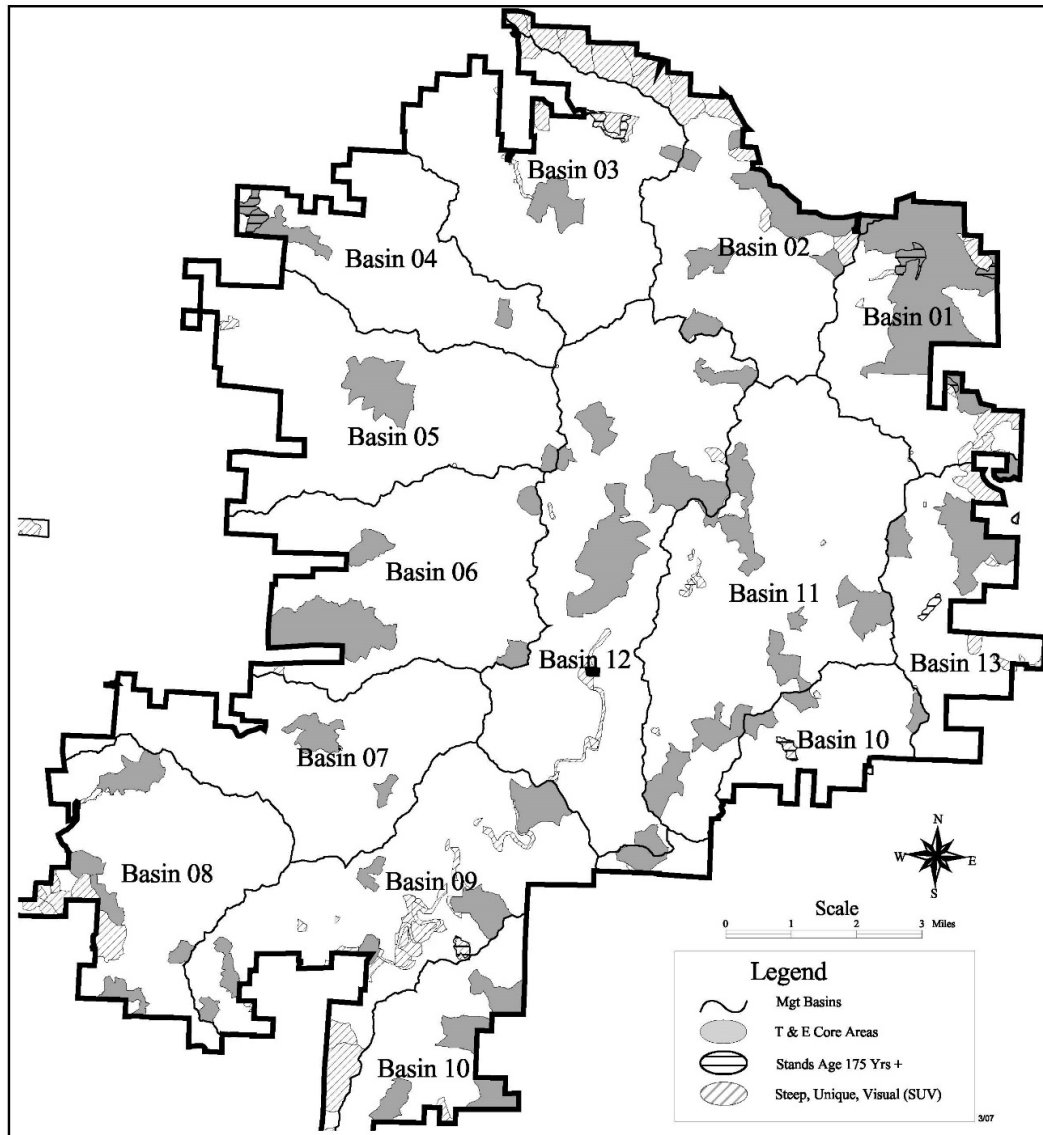 Basin 03
Basin 02
Basin 04
Basin 01
Basin 05
Basin 06
Basin 11
Basin 12
Basin 13
Basin 10
Basin 07
Basin 08
Basin 09
Basin 10
N
W E
S
Scale
0 1 2 3 Miles
Legend
Mgt Basins
T & E Core Areas
Stands Age 175 Yrs +
Steep, Unique, Visual (SUV)
3/07